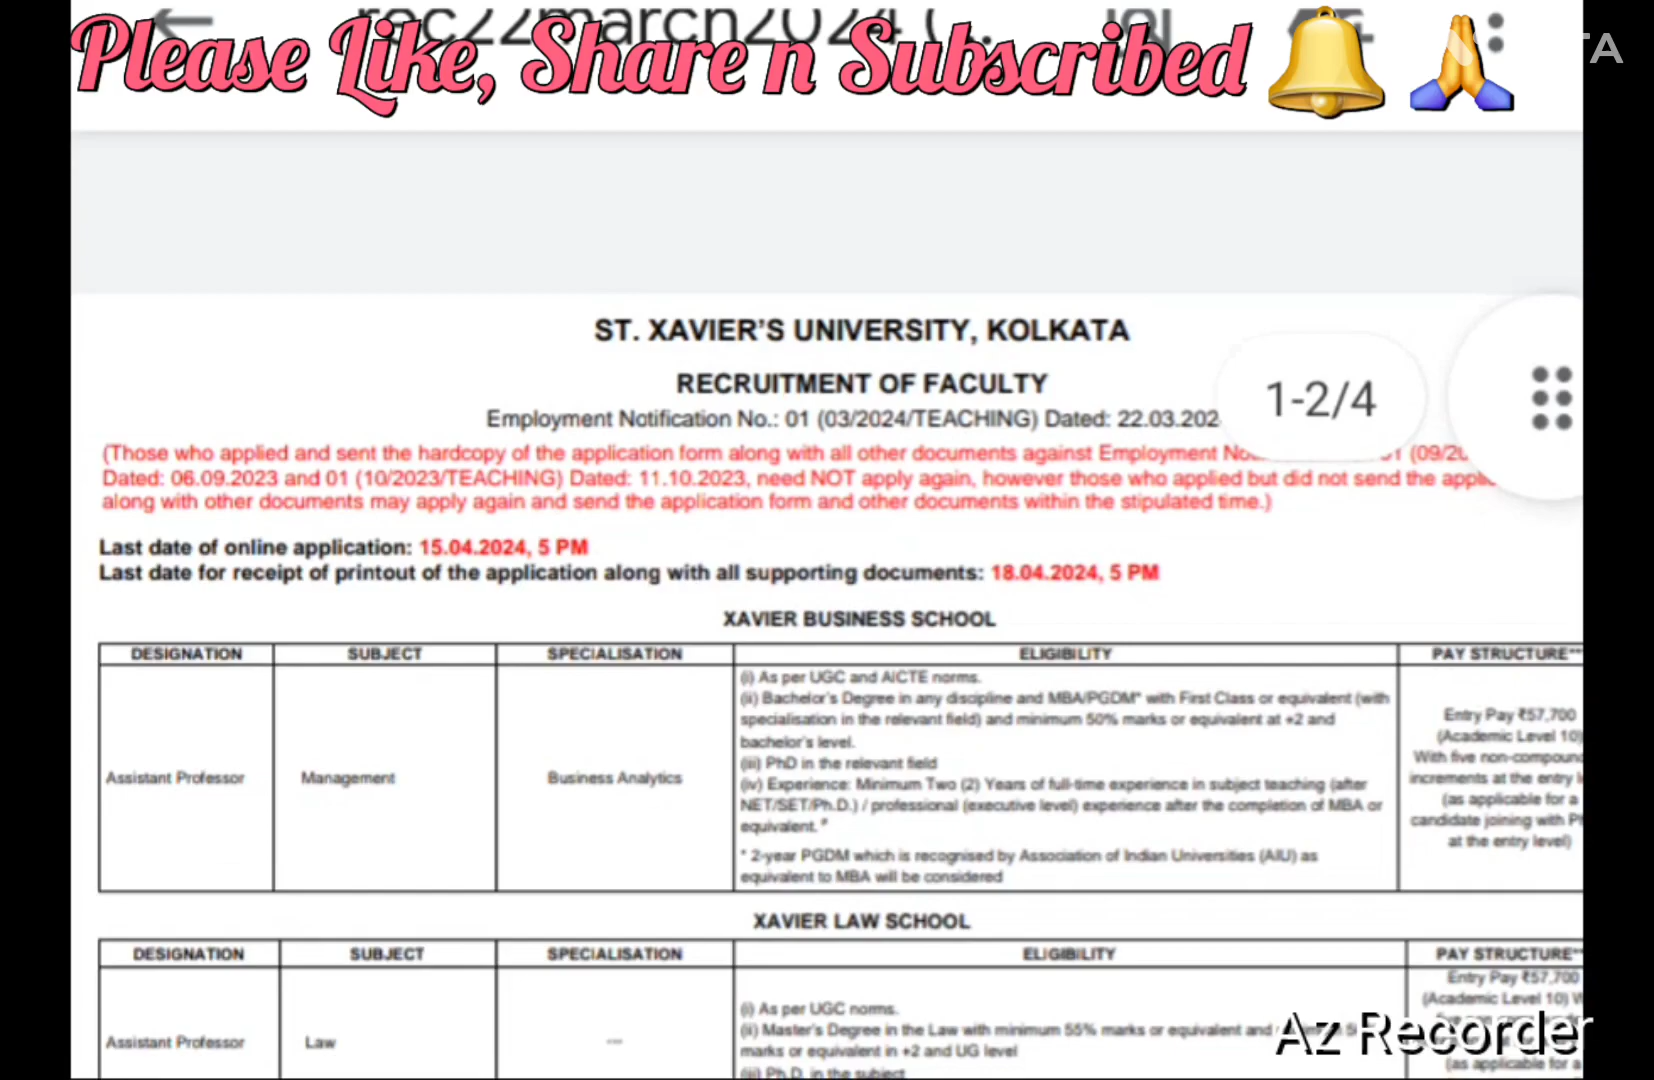 rec22march2024 (...
Please Like, Share n Subscribed
TA
ST. XAVIER'S UNIVERSITY, KOLKATA
RECRUITMENT OF FACULTY
1-2/4
Employment Notification No.: 01 (03/2024/TEACHING) Dated: 22.03.202
(Those who applied and sent the hardcopy of the application form along with all other documents against Employment (09/20
Dated: 06.09.2023 and 01 (10/2023/TEACHING) Dated: 11.10.2023, need NOT apply again, however those who applied but did not send the
along with other documents may apply again and send the application form and other documents within the stipulated time.)
Last date of online application: 15.04.2024, 5 PM
Last date for receipt of printout of the application along with all supporting documents: 18.04.2024, 5 PM
XAVIER BUSINESS SCHOOL
DESIGNATION SUBJECT SPECIALISATION ELIGIBILITY PAY STRUCTURE**
Assistant Professor
Management
Business Analytics
(i) As per UGC and AICTE norms.
(ii) Bachelor's Degree in any discipline and MBA/PGDM* with First Class or equivalent (with
specialisation in the relevant field) and minimum 50% marks or equivalent at +2 and
bachelor's level.
(iii) PhD in the relevant field
(iv) Experience: Minimum Two (2) Years of full-time experience in subject teaching (after
NET/SET/Ph.D.) / professional (executive level) experience after the completion of MBA or
equivalent. #
* 2-year PGDM which is recognised by Association of Indian Universities (AIU) as
equivalent to MBA will be considered
Entry Pay ₹57,700
(Academic Level 10)
With five non-compound
increments at the entry l
(as applicable for a
candidate joining with P
at the entry level)
XAVIER LAW SCHOOL
DESIGNATION SUBJECT SPECIALISATION ELIGIBILITY PAY STRUCTURE**
Assistant Professor
Law
---
(i) As per UGC norms.
(ii) Master's Degree in the Law with minimum 55% marks or equivalent and
marks or equivalent in +2 and UG level
(iii) Ph.D. in the subject
Entry Pay ₹57,700
(Academic Level 10) W
(as applicable for a
Az Recorder